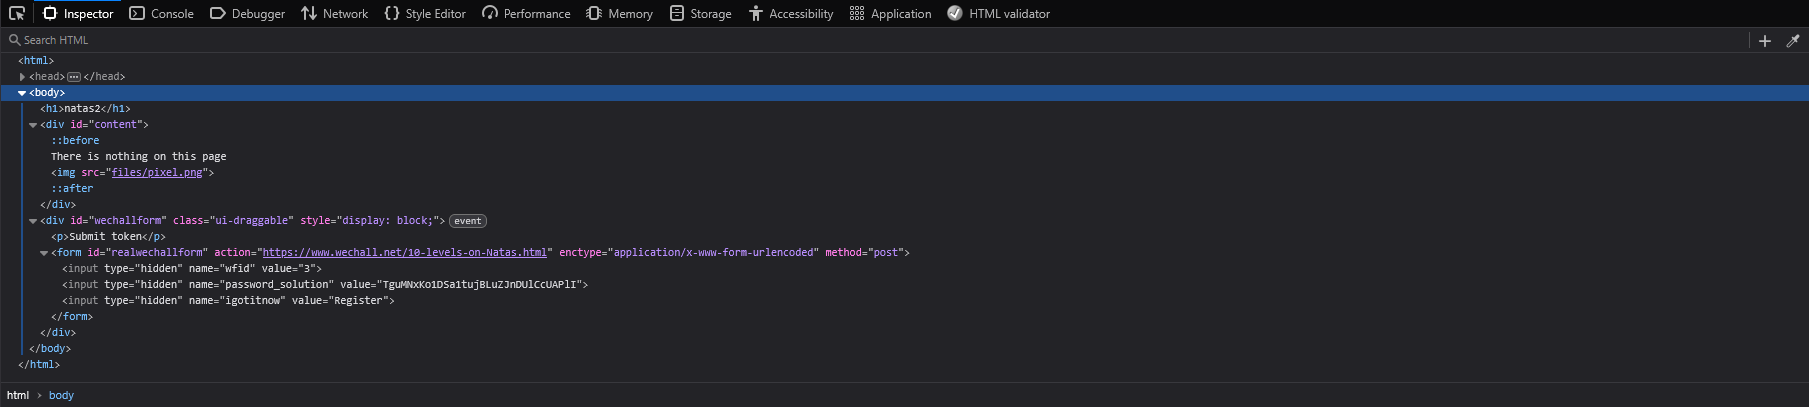 Inspector Console Debugger Network Style Editor Performance Memory Storage Accessibility Application HTML validator
Search HTML
<html>
<head></head>
<body>
<h1>natas2</h1>
<div id="content">
::before
There is nothing on this page
<img src="files/pixel.png">
::after
</div>
<div id="wechallform" class="ui-draggable" style="display: block;"> event
<p>Submit token</p>
<form id="realwechallform" action="https://www.wechall.net/10-levels-on-Natas.html" enctype="application/x-www-form-urlencoded" method="post">
<input type="hidden" name="wfid" value="3">
<input type="hidden" name="password_solution" value="TguMNxKo1DSa1tujBLuZJnDUlCcUAPlI">
<input type="hidden" name="igotitnow" value="Register">
</form>
</div>
</body>
</html>
html › body